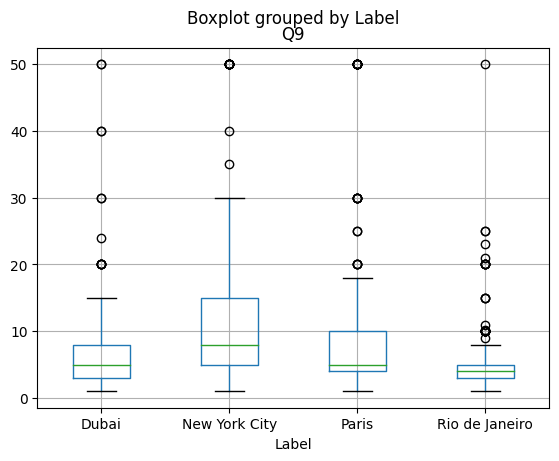 Boxplot grouped by Label
Q9
50
40
30
20
10
0
Dubai
New York City
Paris
Rio de Janeiro
Label